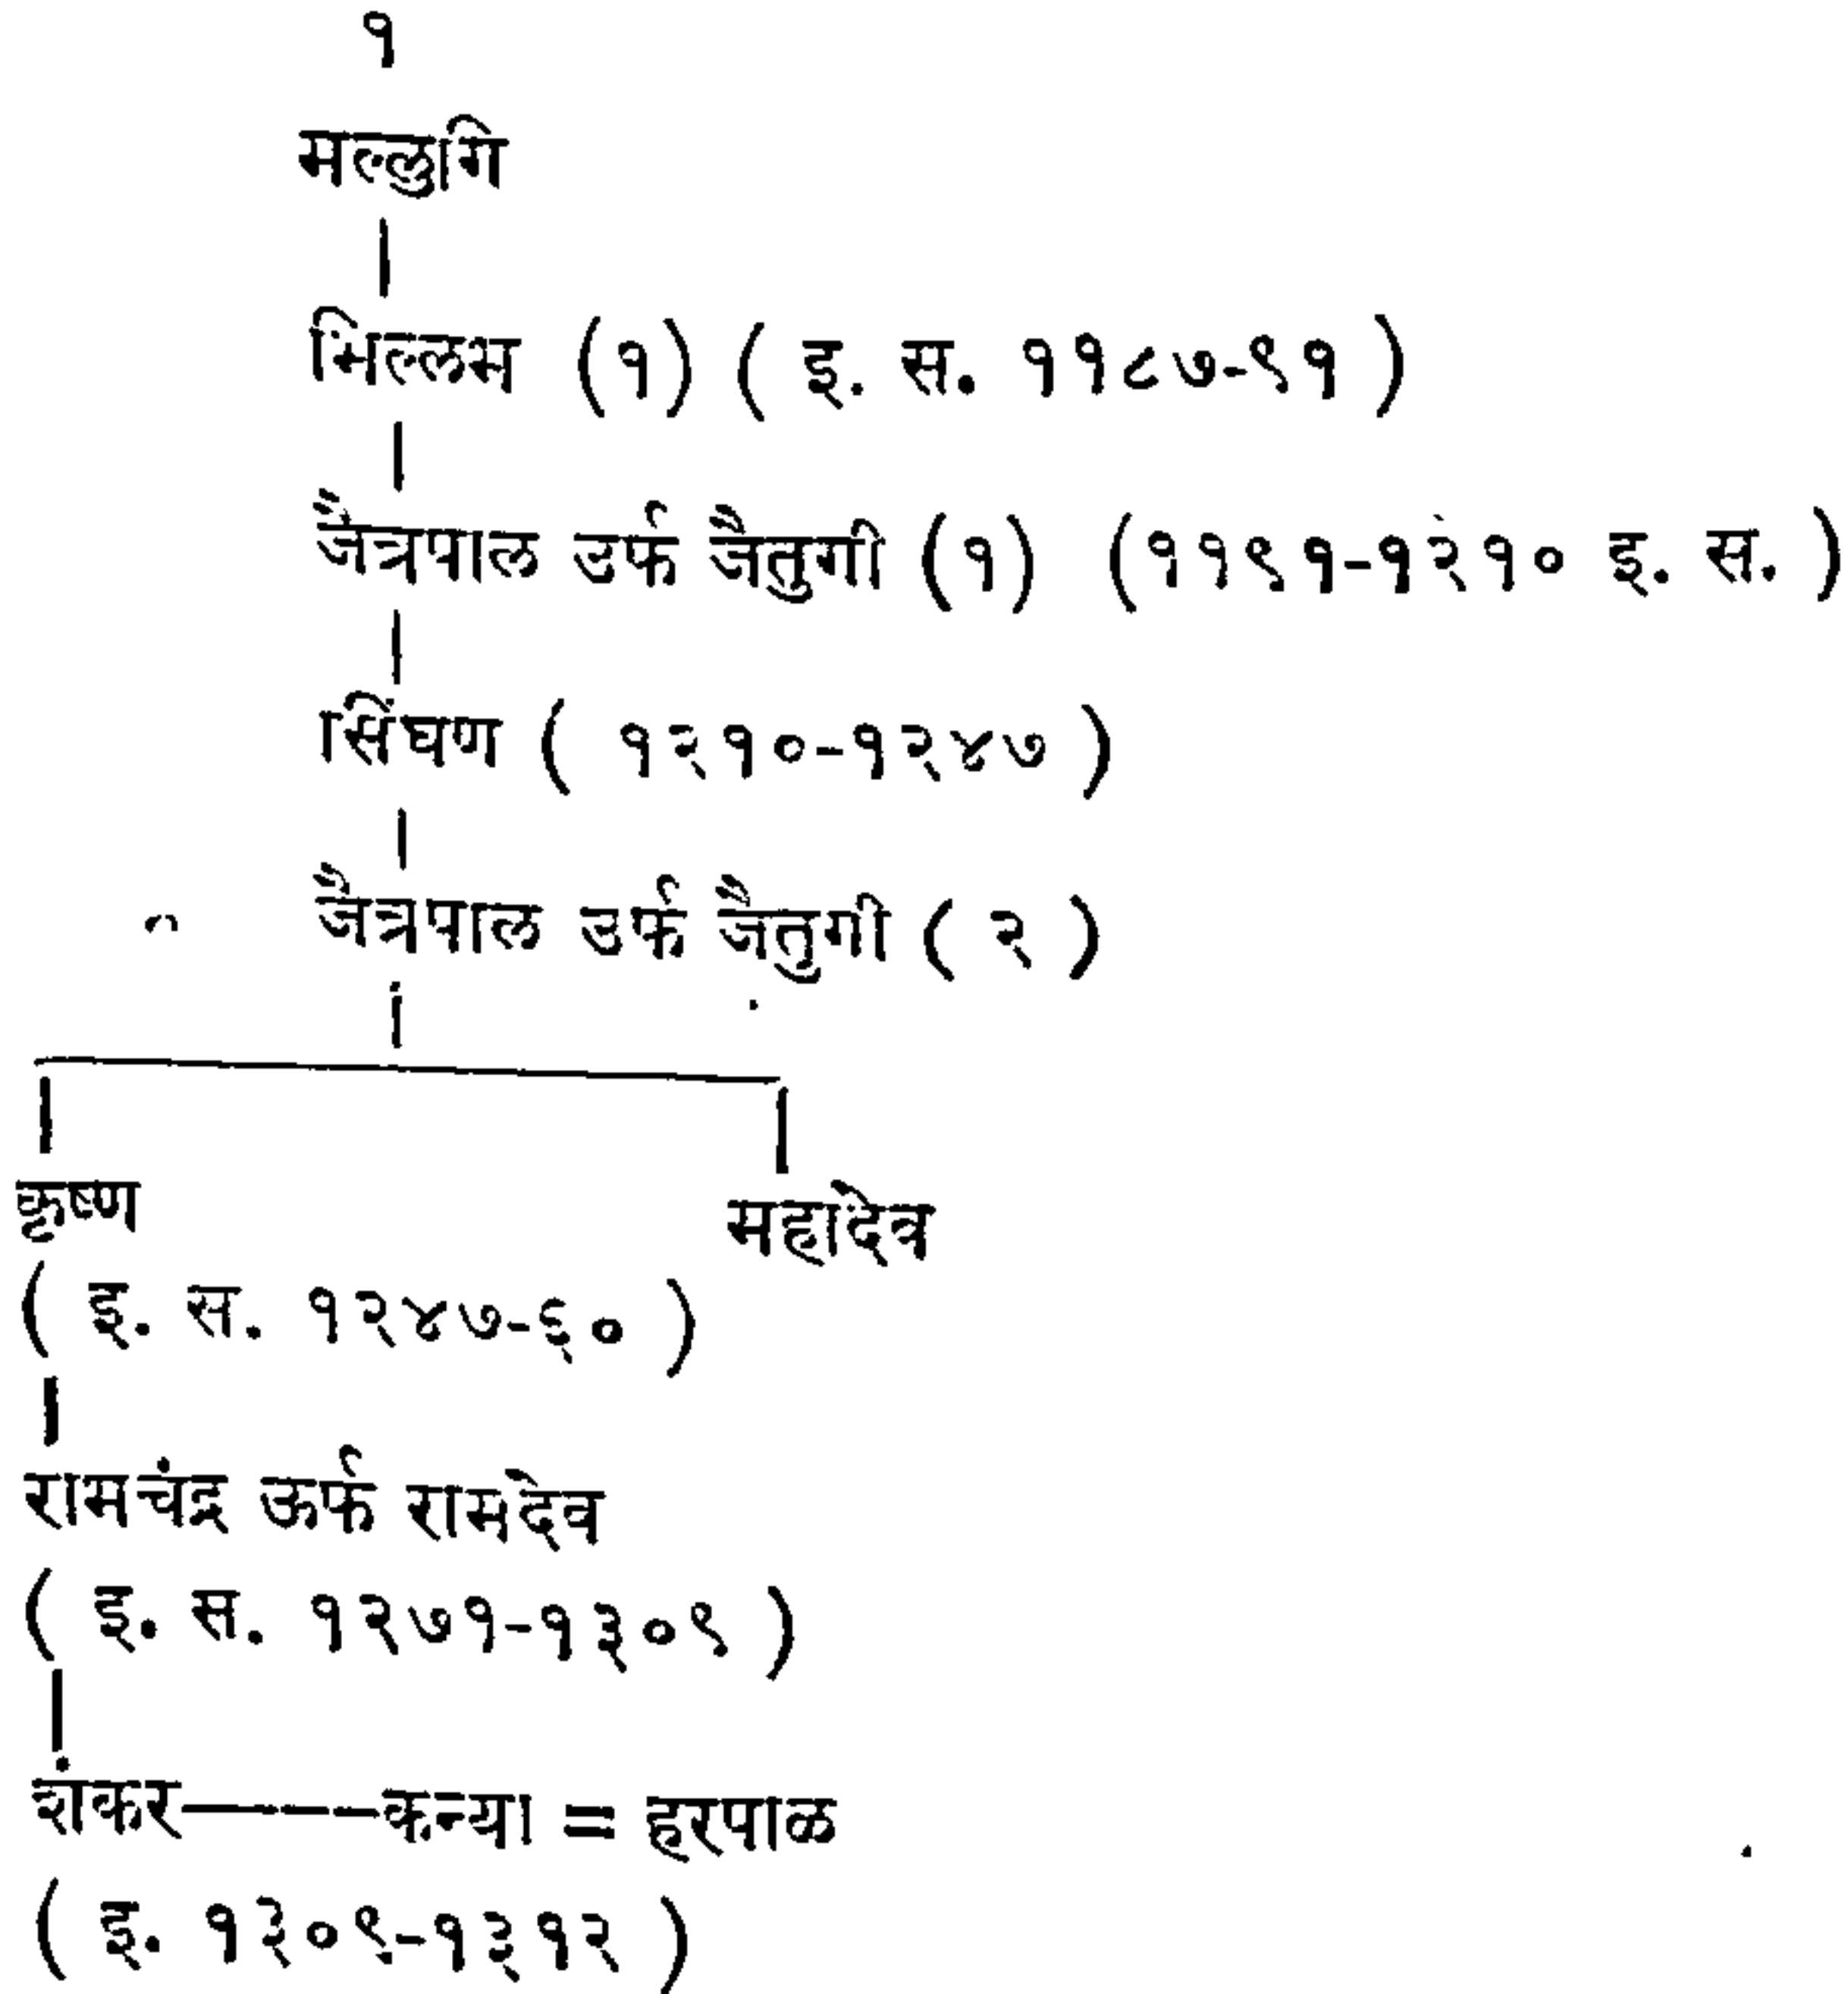 १
मल्लुगि
भिल्लम (१) ( इ. स. ११८७-९१ )
जैत्रपाल उर्फ जैतुगी (१) (११९१-१२१० इ. स. )
सिंघण ( १२१०-१२४७ )
जैत्रपाल उर्फ जैतुगी ( २ )
कृष्ण महादेव
( इ. स. १२४७-६० )
रामचंद्र ऊर्फ रामदेव
( इ. स. १२७१-१३०९ )
शंकर———कन्या = हरपाळ
( इ. १३०९-१३१२ )